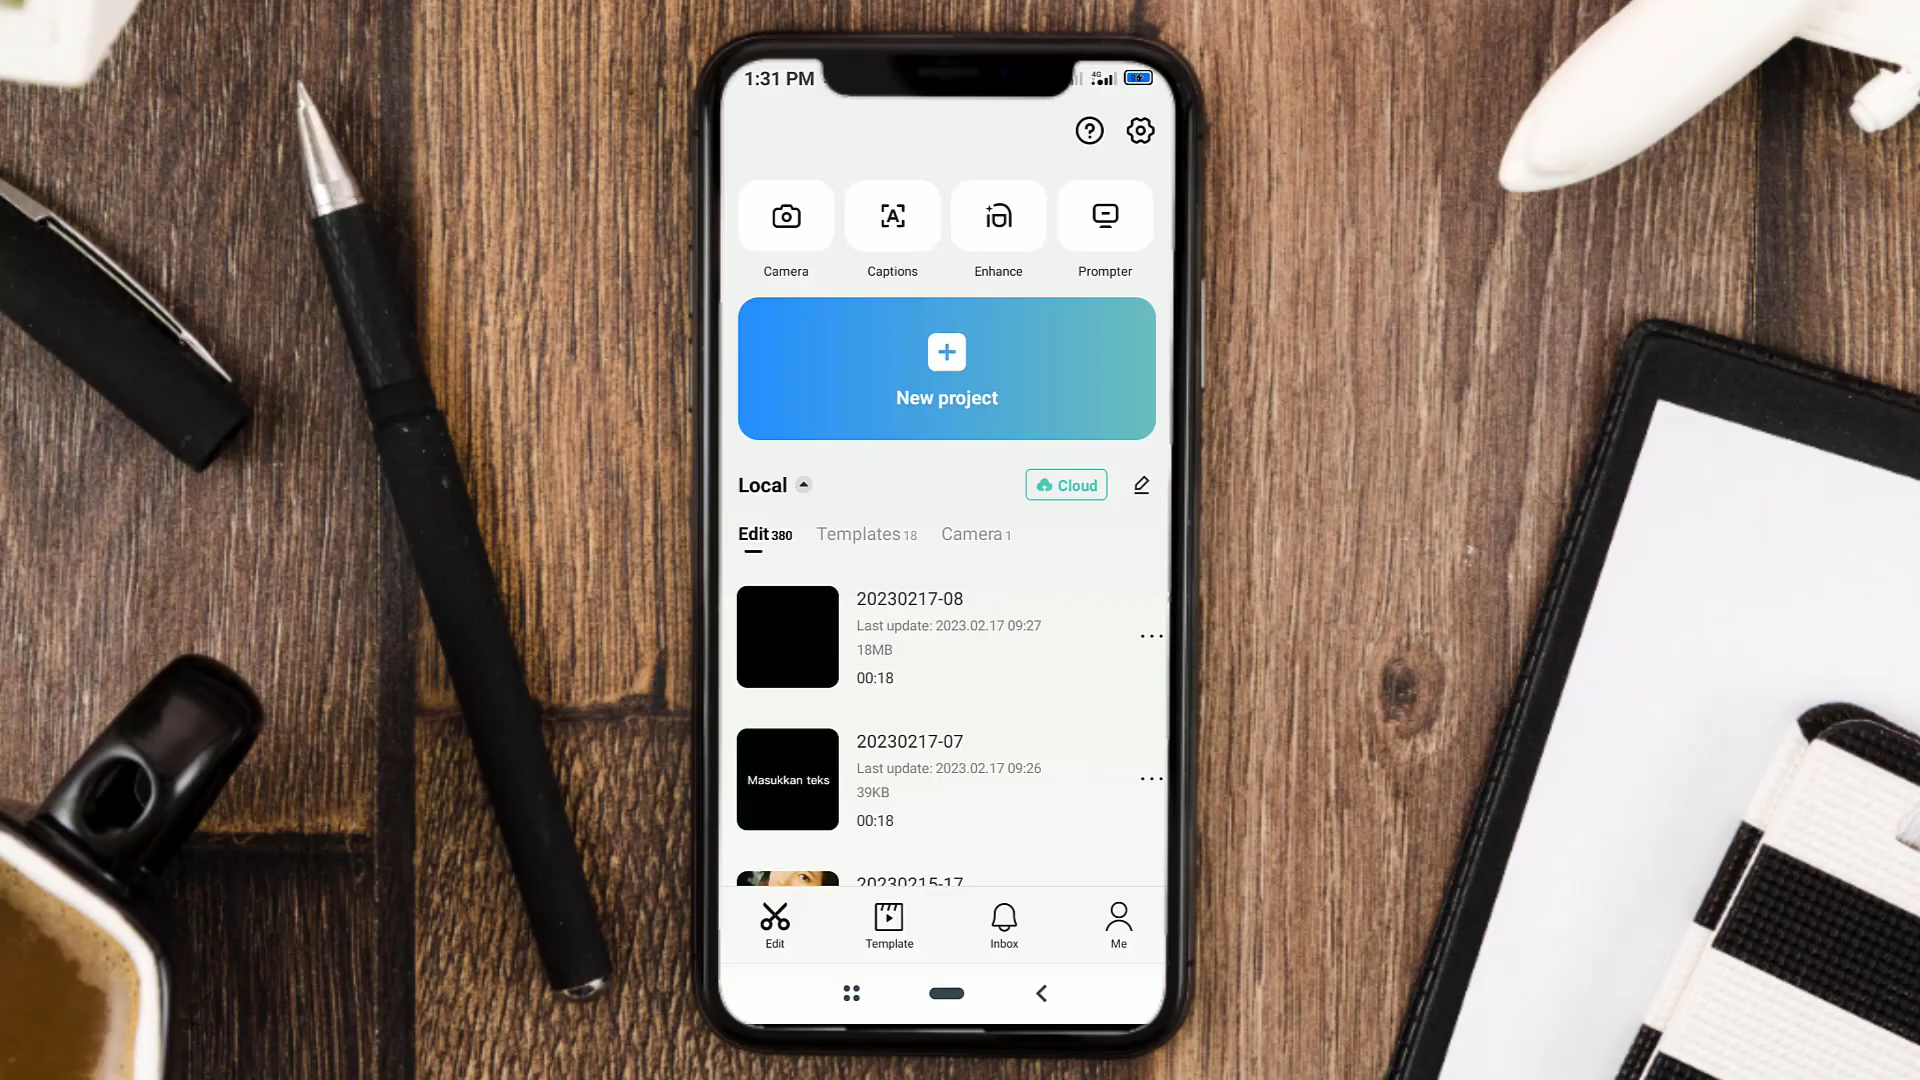 1:31 PM
4G
Camera
Captions
Enhance
Prompter
New project
Local
Cloud
Edit 380
Templates 18
Camera 1
20230217-08
Last update: 2023.02.17 09:27
18MB
00:18
20230217-07
Last update: 2023.02.17 09:26
39KB
00:18
Masukkan teks
20230215-17
Edit
Template
Inbox
Me